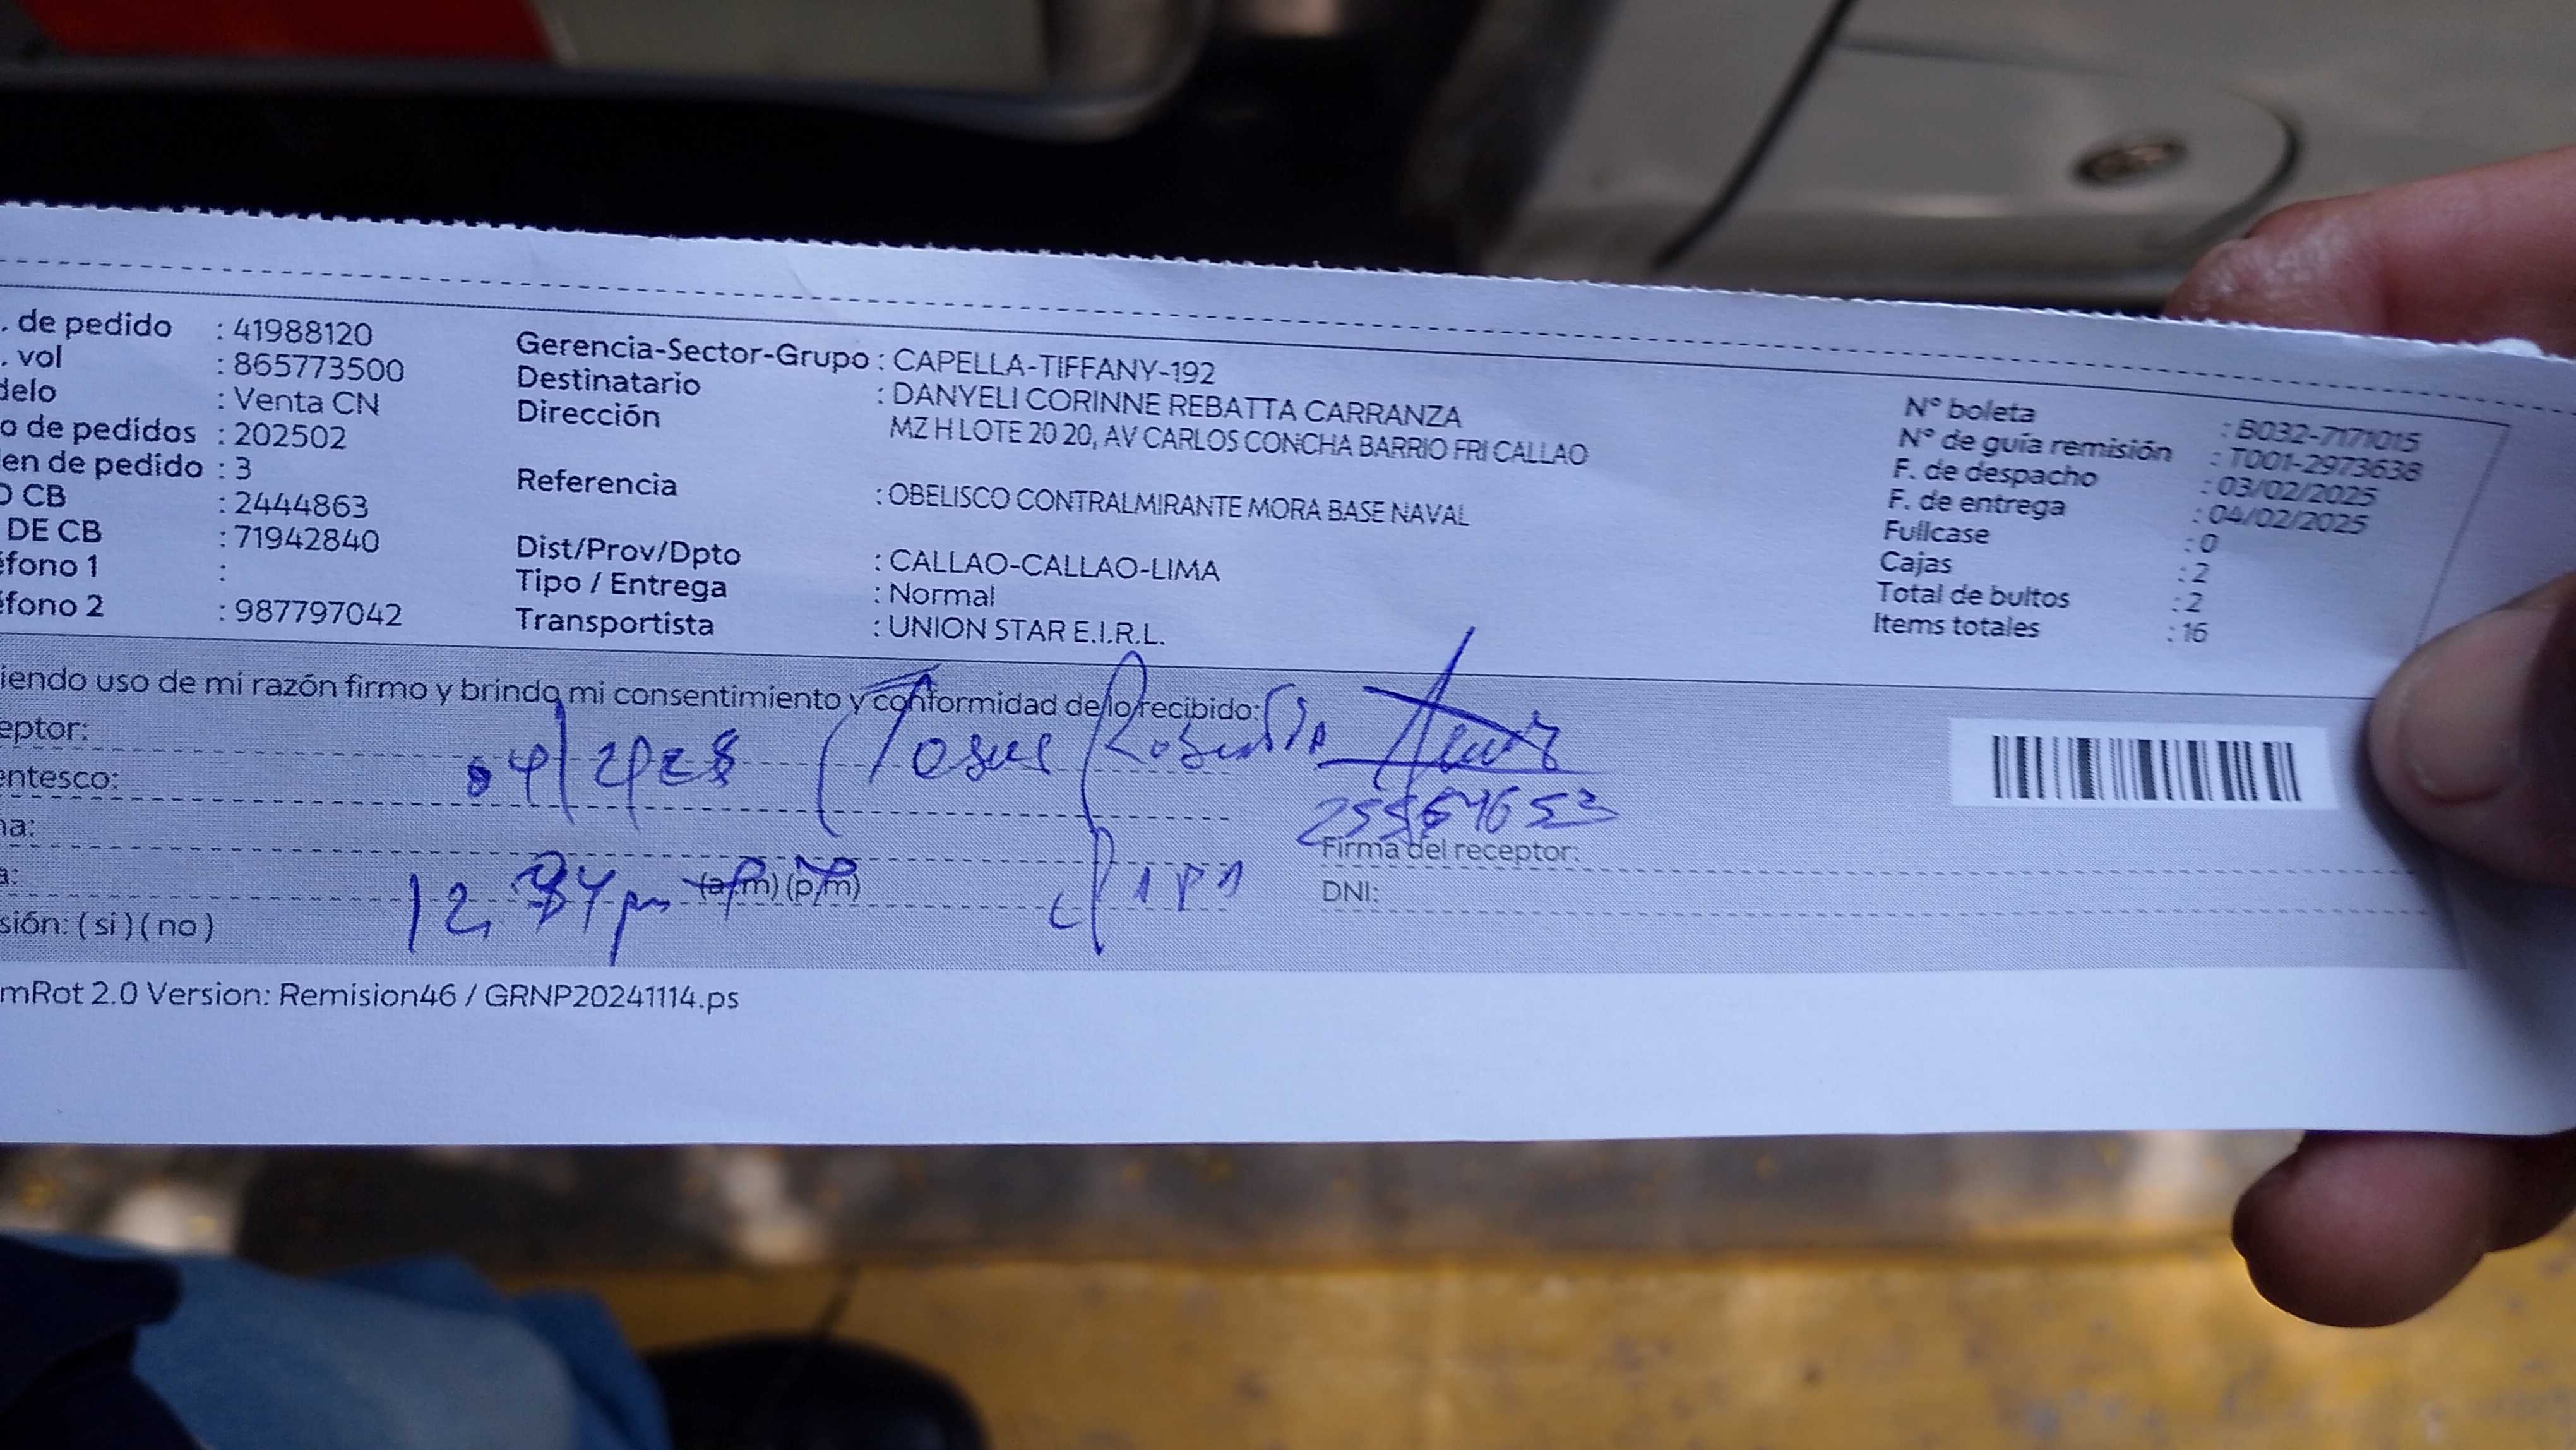 . de pedido : 41988120
. vol : 865773500
delo : Venta CN
o de pedidos : 202502
en de pedido : 3
O CB : 2444863
DE CB : 71942840
éfono 1 :
éfono 2 : 987797042
Gerencia-Sector-Grupo : CAPELLA-TIFFANY-192
Destinatario : DANYELI CORINNE REBATTA CARRANZA
Dirección MZ H LOTE 20 20, AV CARLOS CONCHA BARRIO FRI CALLAO
Referencia : OBELISCO CONTRALMIRANTE MORA BASE NAVAL
Dist/Prov/Dpto : CALLAO-CALLAO-LIMA
Tipo / Entrega : Normal
Transportista : UNION STAR E.I.R.L.
N° boleta : B032-7171015
N° de guía remisión : T001-2973638
F. de despacho : 03/02/2025
F. de entrega : 04/02/2025
Fullcase : 0
Cajas : 2
Total de bultos : 2
Items totales : 16
iendo uso de mi razón firmo y brindo mi consentimiento y conformidad de lo recibido:
eptor:
entesco:
ha:
a: 12 pm (a.m) (p.m)
sión: ( si ) ( no )
Firma del receptor:
DNI:
mRot 2.0 Version: Remision46 / GRNP20241114.ps